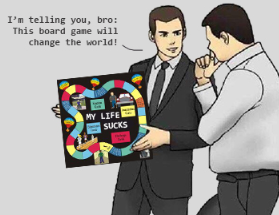 I'm telling you, bro:
This board game will
change the world!
MY LIFE
SUCKS